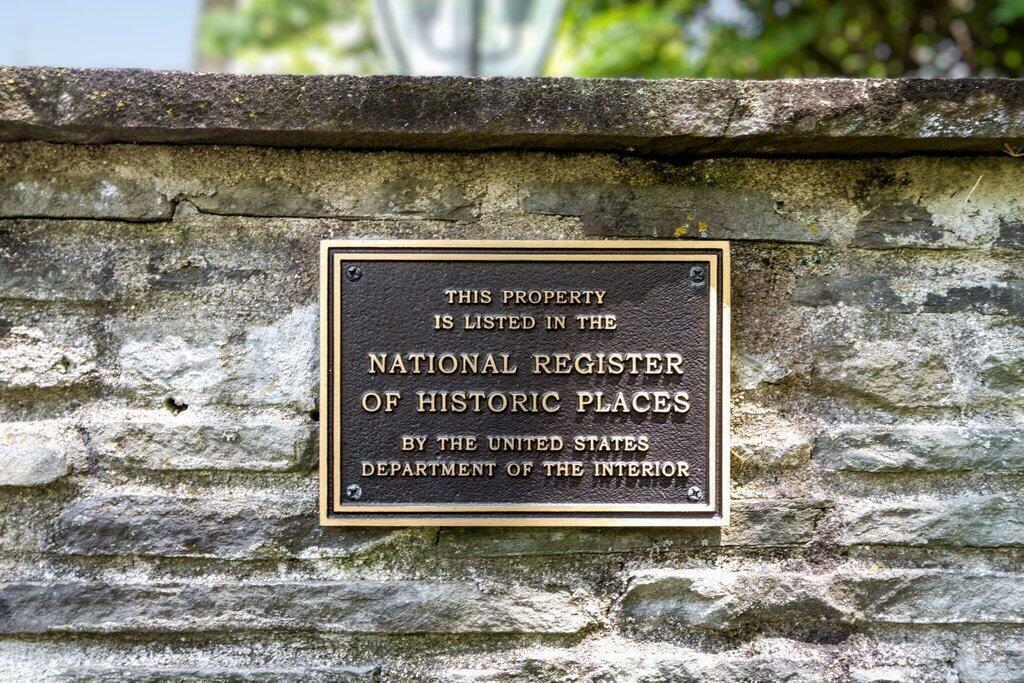 THIS PROPERTY
IS LISTED IN THE
NATIONAL REGISTER
OF HISTORIC PLACES
BY THE UNITED STATES
DEPARTMENT OF THE INTERIOR